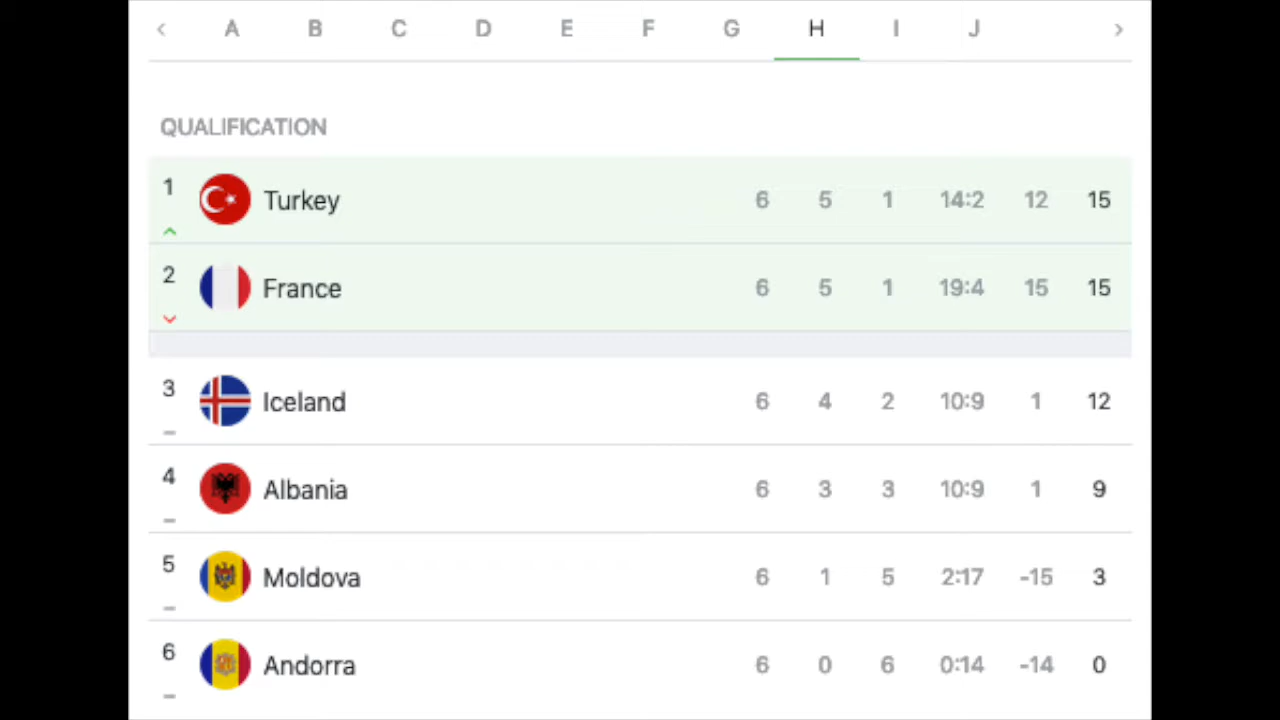 A B C D E F G H I J
QUALIFICATION
1 Turkey 6 5 1 14:2 12 15
2 France 6 5 1 19:4 15 15
3 Iceland 6 4 2 10:9 1 12
4 Albania 6 3 3 10:9 1 9
5 Moldova 6 1 5 2:17 -15 3
6 Andorra 6 0 6 0:14 -14 0